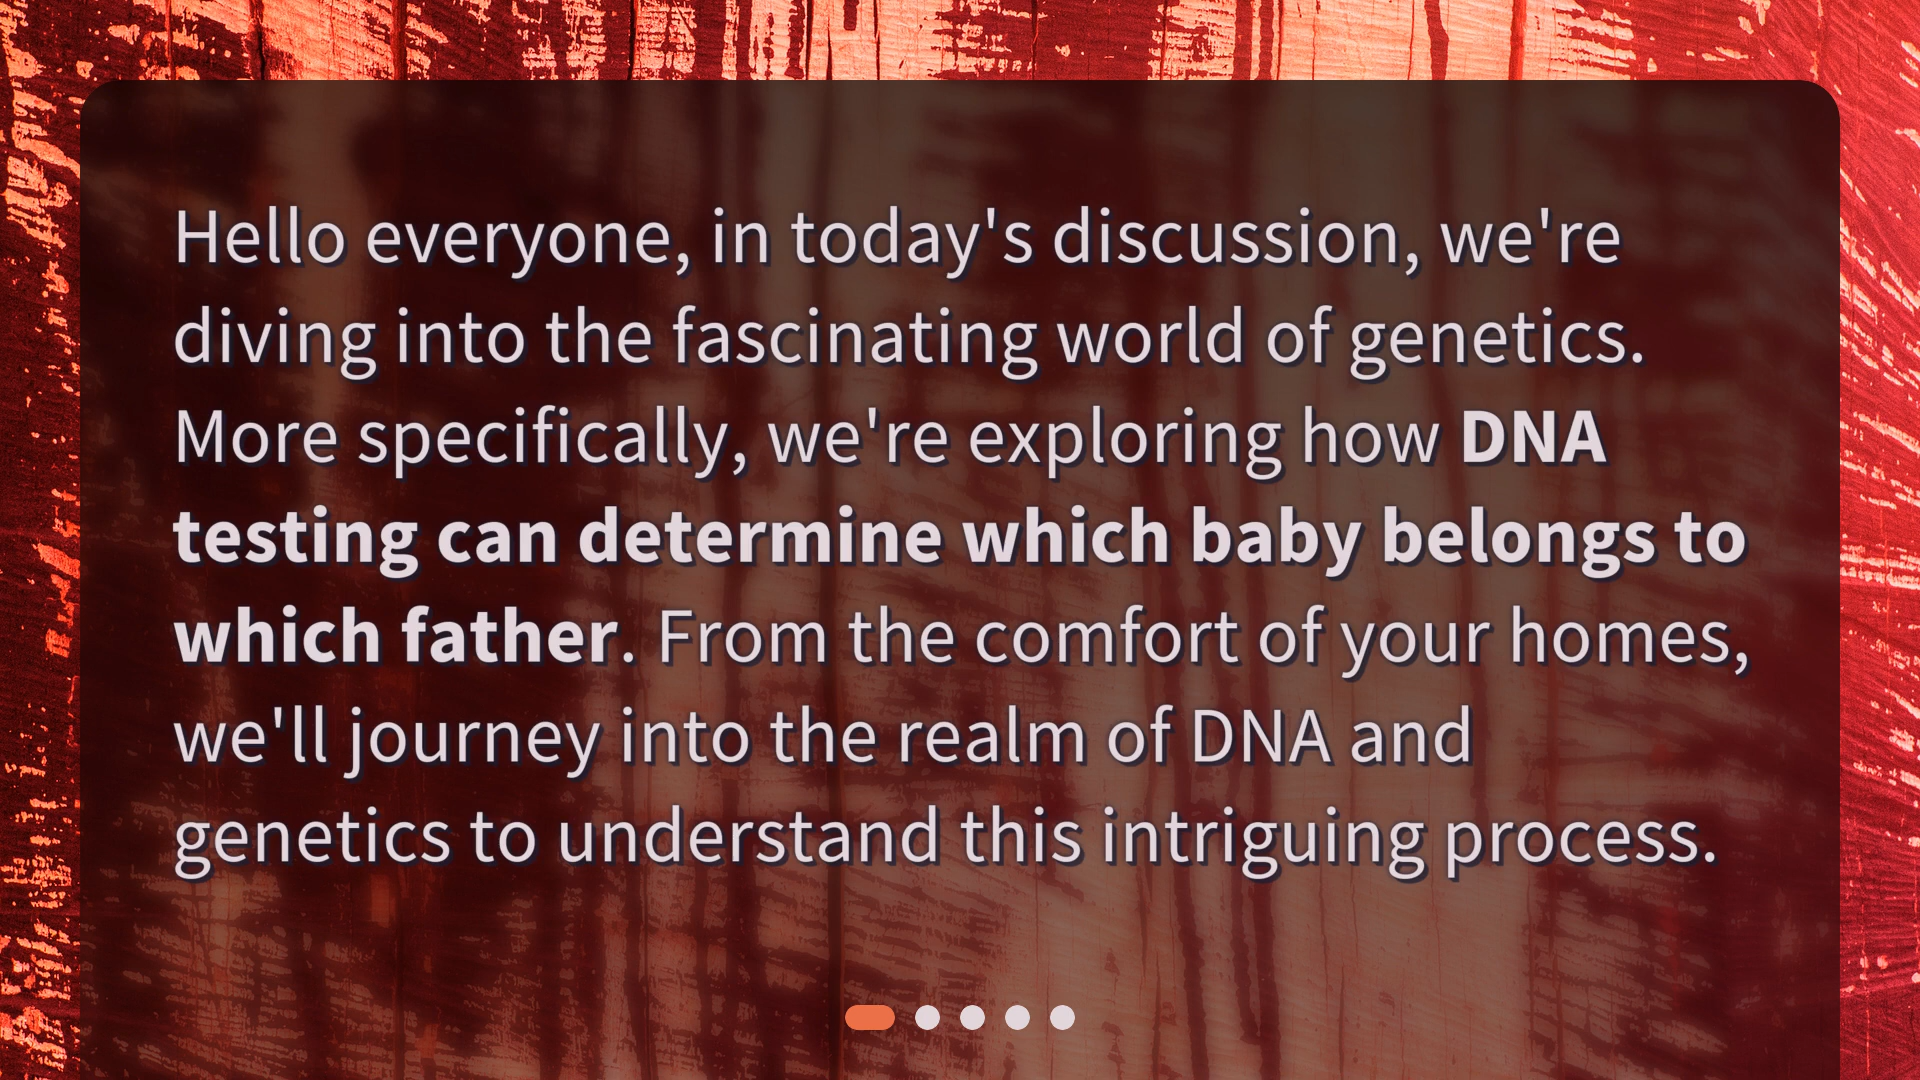 Hello everyone, in today's discussion, we're
diving into the fascinating world of genetics.
More specifically, we're exploring how DNA
testing can determine which baby belongs to
which father. From the comfort of your homes,
we'll journey into the realm of DNA and
genetics to understand this intriguing process.